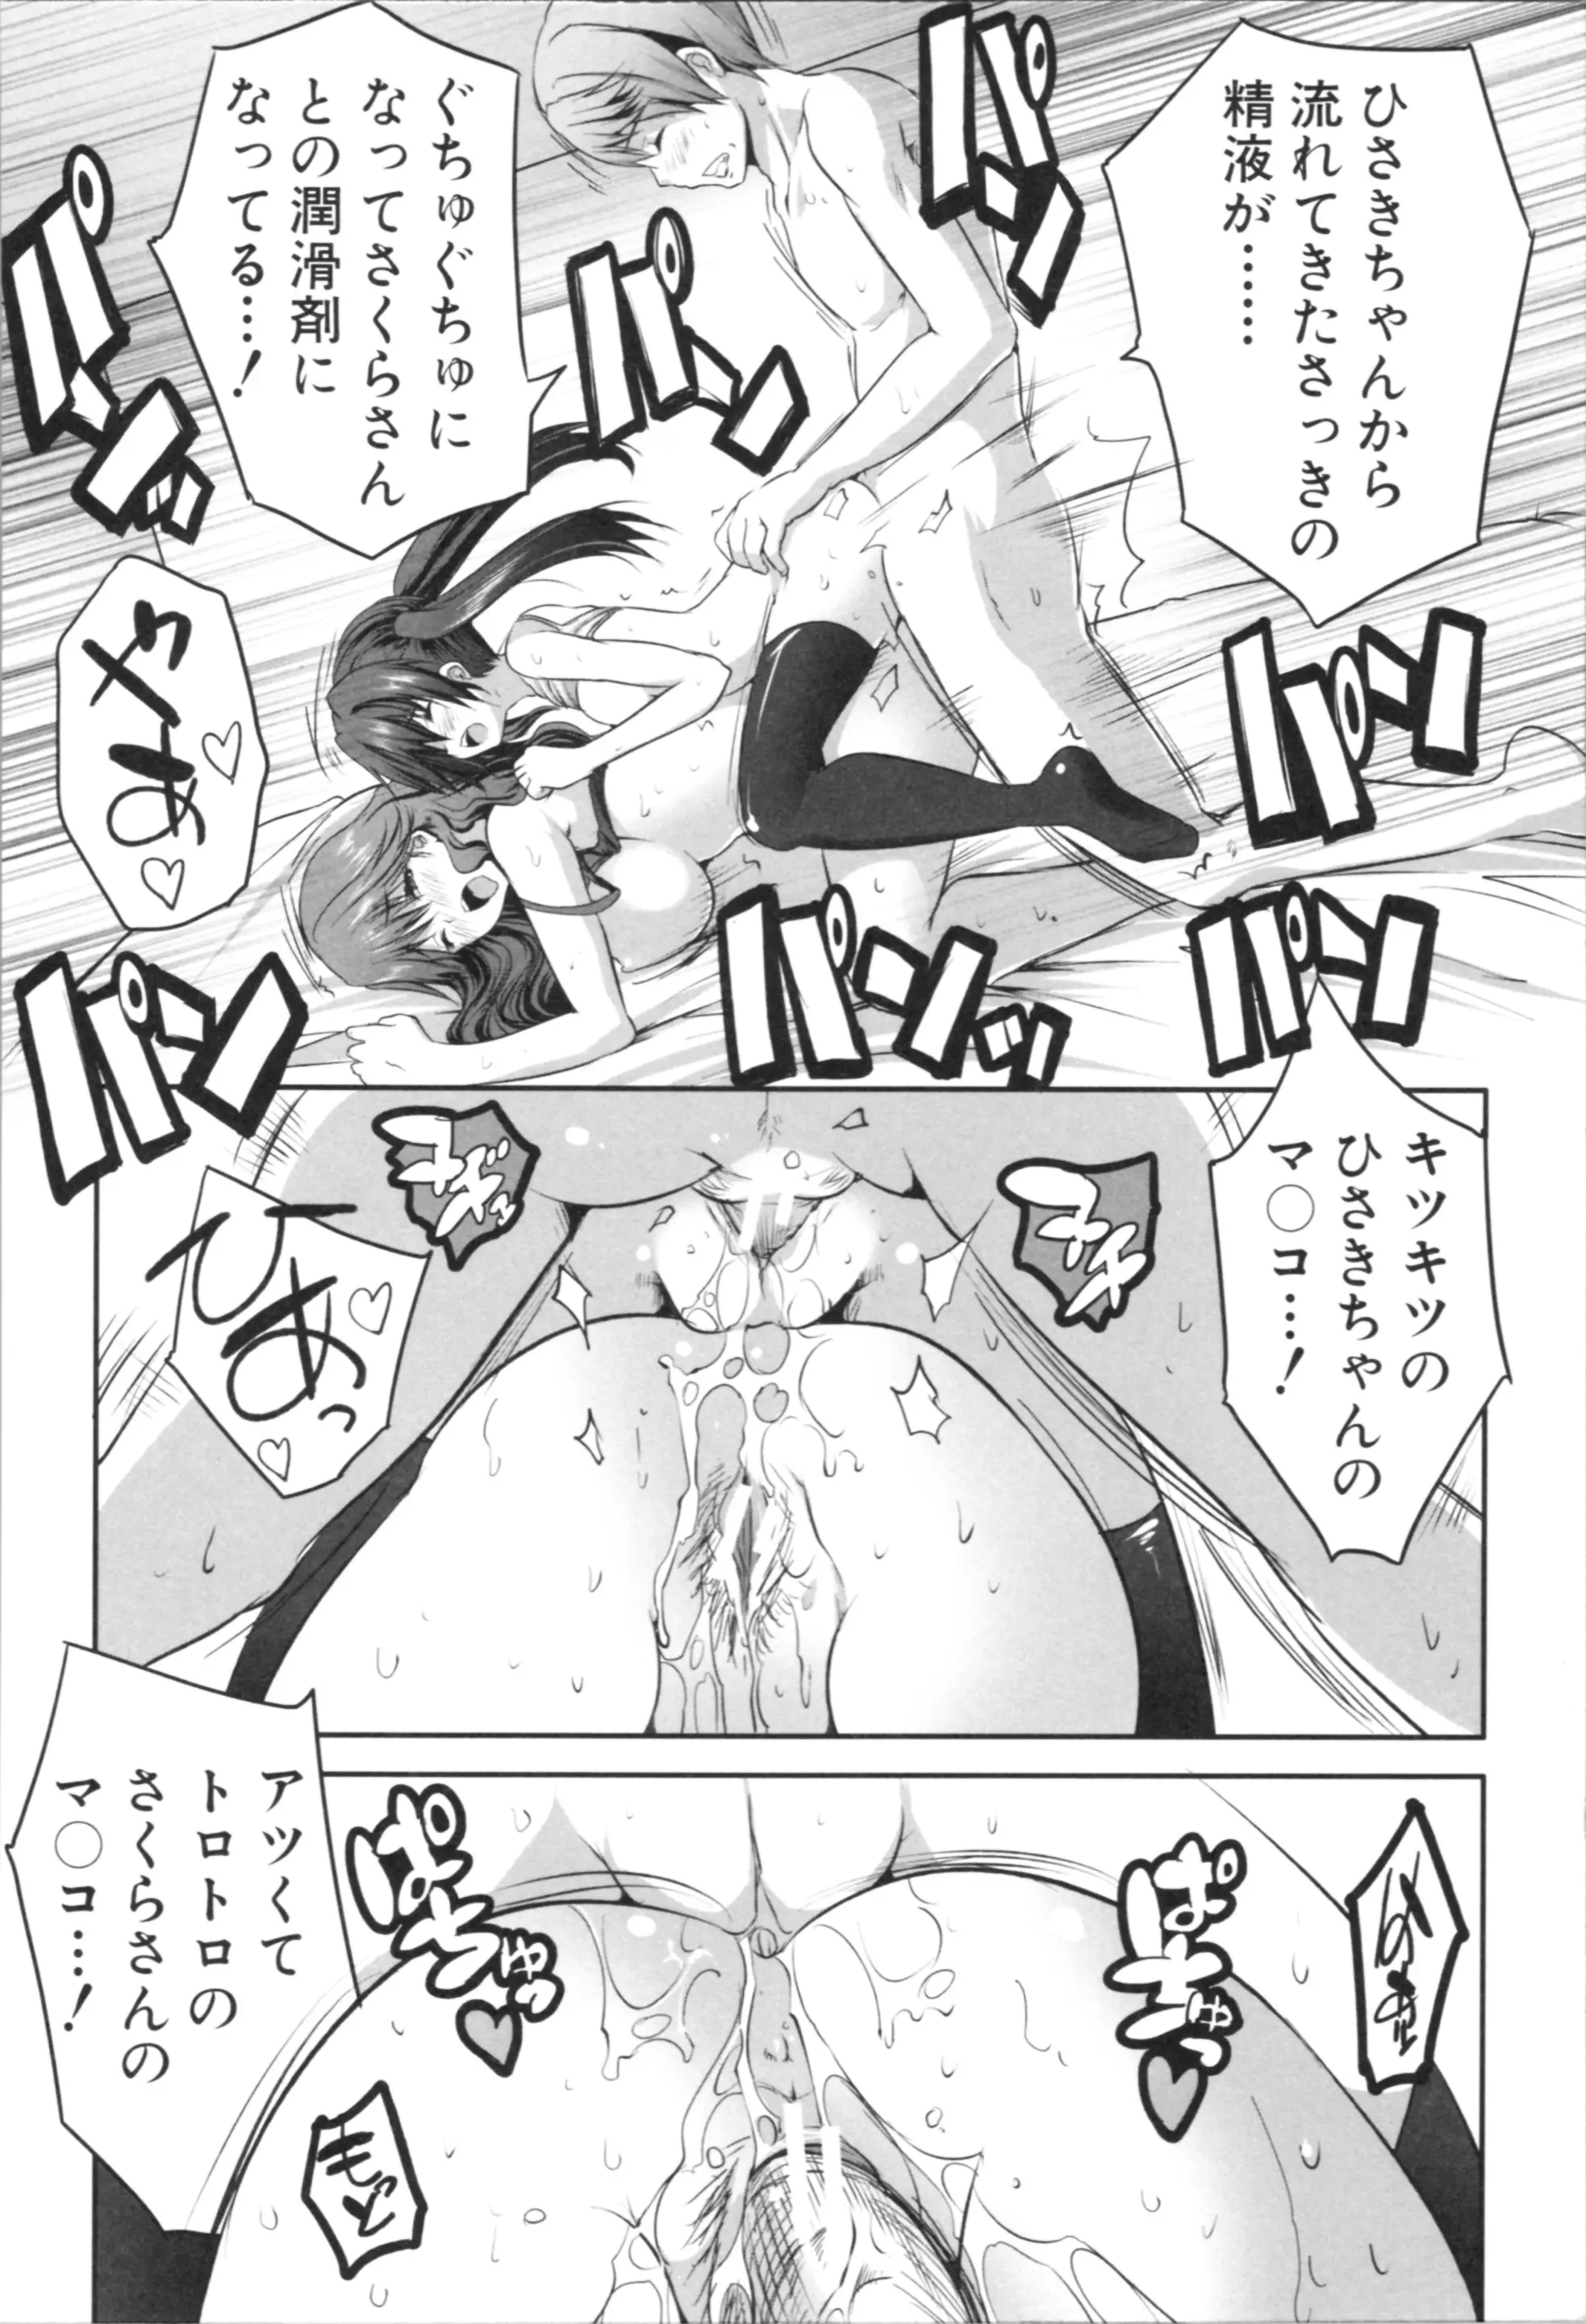 ひさきちゃんから
流れてきたさっきの
精液が……
ぐちゅぐちゅに
なってさくらさん
との潤滑剤に
なってる…！
パン
パンッ
パン
パン
やあ♡♡
パン
パンッ
パン
キツキツの
ひさきちゃんの
マ〇コ…！
ひあっ♡♡
アツくて
トロトロの
さくらさんの
マ〇コ…！
ぱちゅっ♡
ぱちゅっ♡
もっと